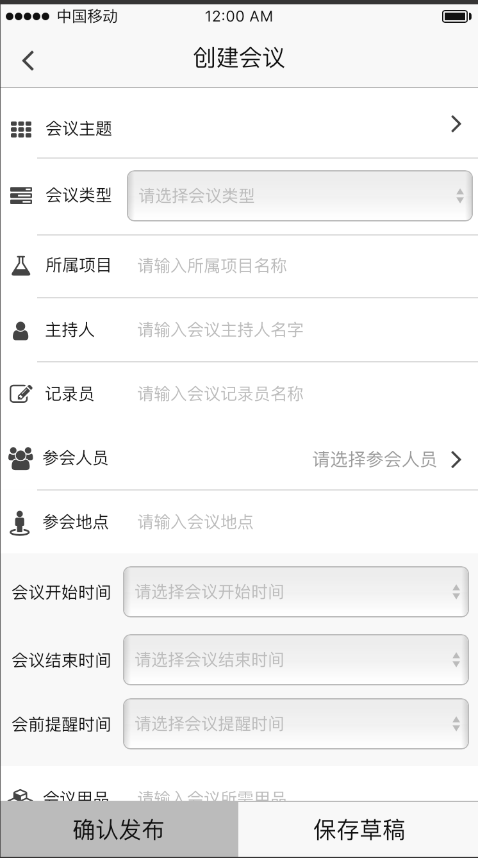 中国移动 12:00 AM
创建会议
会议主题
会议类型 请选择会议类型
所属项目 请输入所属项目名称
主持人 请输入会议主持人名字
记录员 请输入会议记录员名称
参会人员 请选择参会人员
参会地点 请输入会议地点
会议开始时间 请选择会议开始时间
会议结束时间 请选择会议结束时间
会前提醒时间 请选择会议提醒时间
会议用品 请输入会议所需用品
确认发布 保存草稿